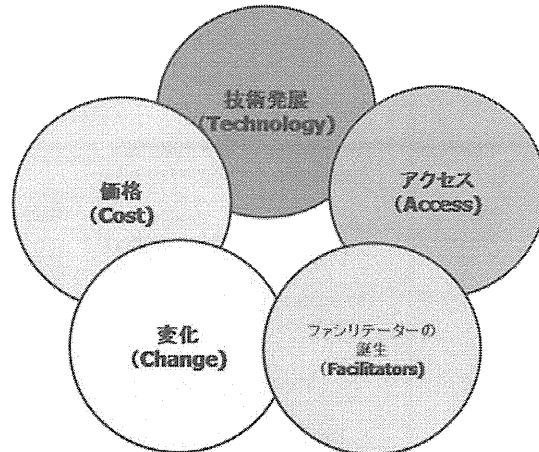 技術発展
(Technology)
アクセス
(Access)
価格
(Cost)
変化
(Change)
ファシリテーターの
誕生
(Facilitators)